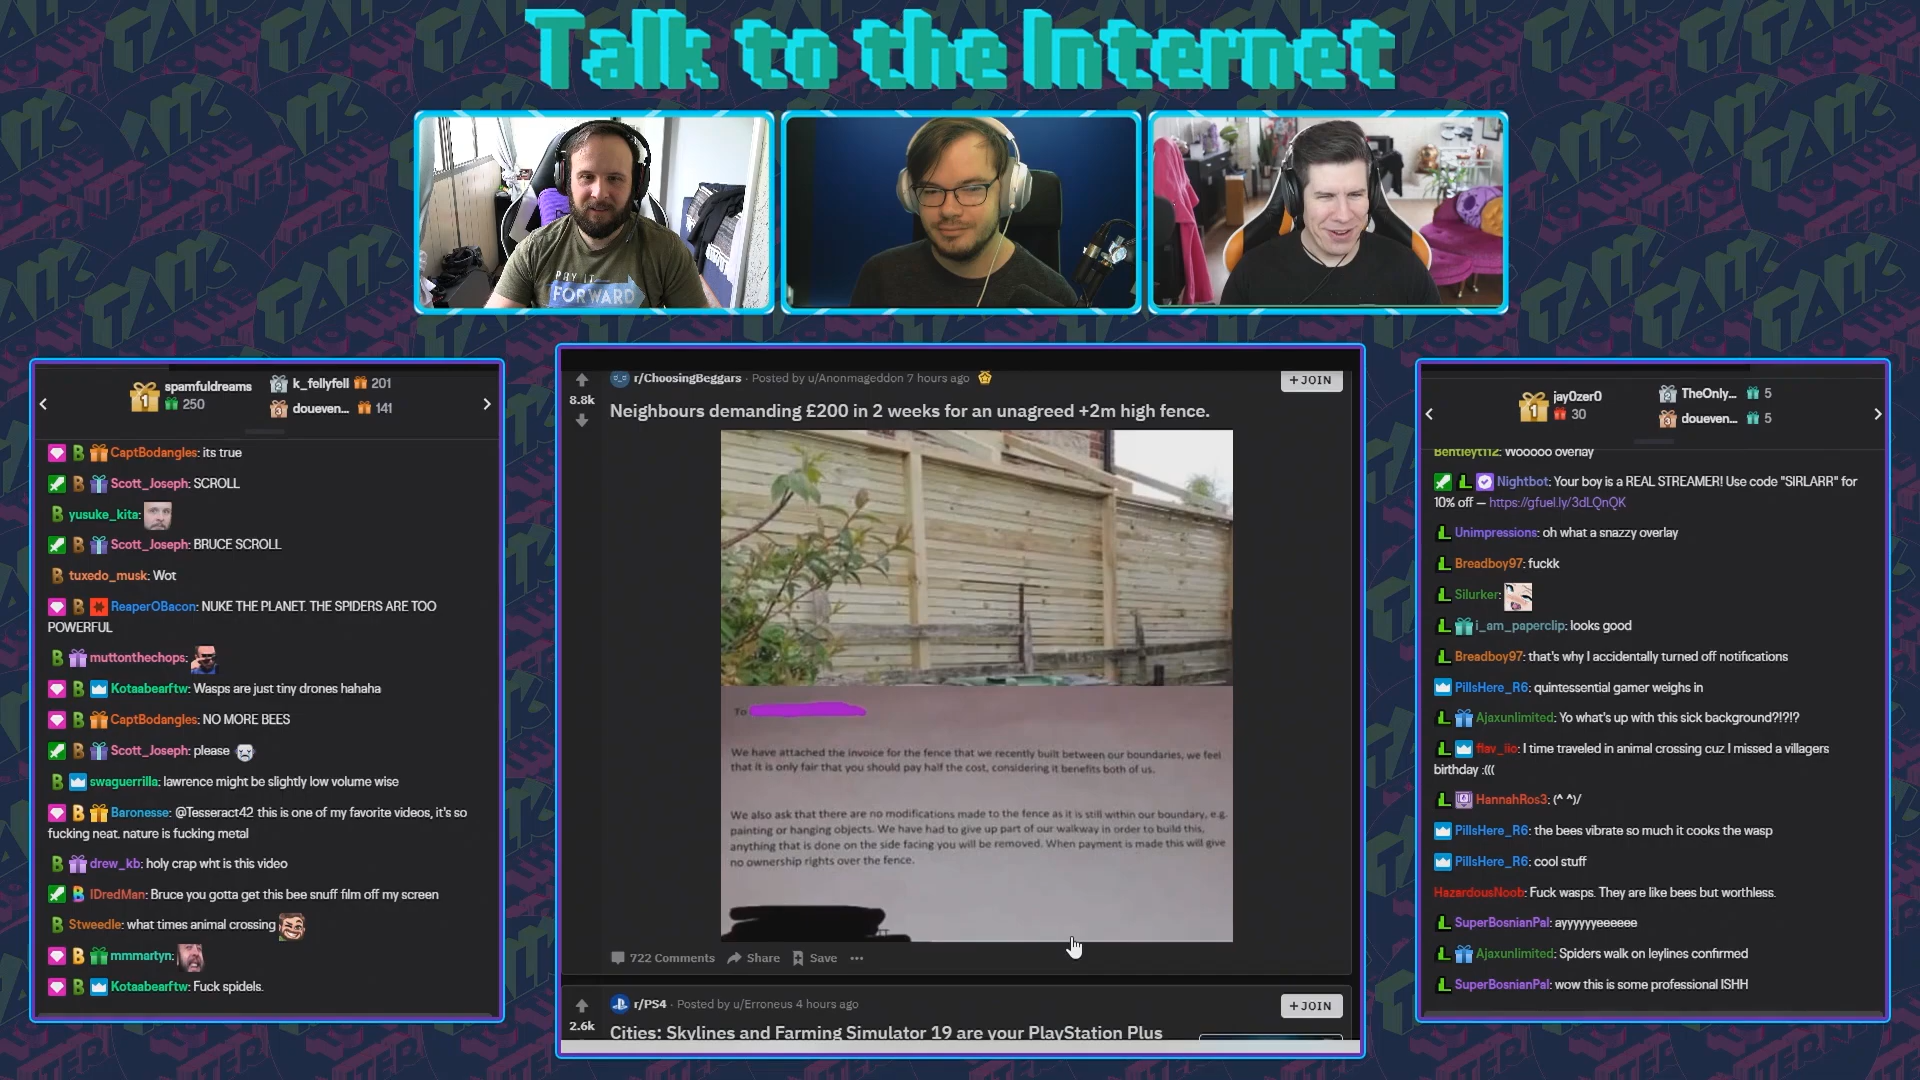 Talk to the Internet
PAY IT
FORWARD
spamfuldreams
250
k_fellyfell 201
doueven... 141
CaptBodangles: its true
Scott_Joseph: SCROLL
yusuke_kita:
Scott_Joseph: BRUCE SCROLL
tuxedo_musk: Wot
ReaperOBacon: NUKE THE PLANET. THE SPIDERS ARE TOO
POWERFUL
muttonthechops:
Kotaabearftw: Wasps are just tiny drones hahaha
CaptBodangles: NO MORE BEES
Scott_Joseph: please
swaguerrilla: lawrence might be slightly low volume wise
Baronesse: @Tesseract42 this is one of my favorite videos, it's so
fucking neat. nature is fucking metal
drew_kb: holy crap wht is this video
IDredMan: Bruce you gotta get this bee snuff film off my screen
Stweedle: what times animal crossing
mmmartyn:
Kotaabearftw: Fuck spidels.
r/ChoosingBeggars · Posted by u/Anonmageddon 7 hours ago
+ JOIN
8.8k
Neighbours demanding £200 in 2 weeks for an unagreed +2m high fence.
To
We have attached the invoice for the fence that we recently built between our boundaries, we feel
that it is only fair that you should pay half the cost, considering it benefits both of us.
We also ask that there are no modifications made to the fence as it is still within our boundary, e.g.
painting or hanging objects. We have had to give up part of our walkway in order to build this,
anything that is done on the side facing you will be removed. When payment is made this will give
no ownership rights over the fence.
722 Comments Share Save ···
r/PS4 · Posted by u/Erroneus 4 hours ago
+ JOIN
2.6k
Cities: Skylines and Farming Simulator 19 are your PlayStation Plus
jay0zer0
30
TheOnly... 5
doueven... 5
Bentleyt112: Wooooo overlay
Nightbot: Your boy is a REAL STREAMER! Use code "SIRLARR" for
10% off — https://gfuel.ly/3dLQnQK
Unimpressions: oh what a snazzy overlay
Breadboy97: fuckk
Silurker:
i_am_paperclip: looks good
Breadboy97: that's why I accidentally turned off notifications
PillsHere_R6: quintessential gamer weighs in
Ajaxunlimited: Yo what's up with this sick background?!?!?
flav_iio: I time traveled in animal crossing cuz I missed a villagers
birthday :(((
HannahRos3: (^ ^)/
PillsHere_R6: the bees vibrate so much it cooks the wasp
PillsHere_R6: cool stuff
HazardousNoob: Fuck wasps. They are like bees but worthless.
SuperBosnianPal: ayyyyyyeeeeee
Ajaxunlimited: Spiders walk on leylines confirmed
SuperBosnianPal: wow this is some professional ISHH